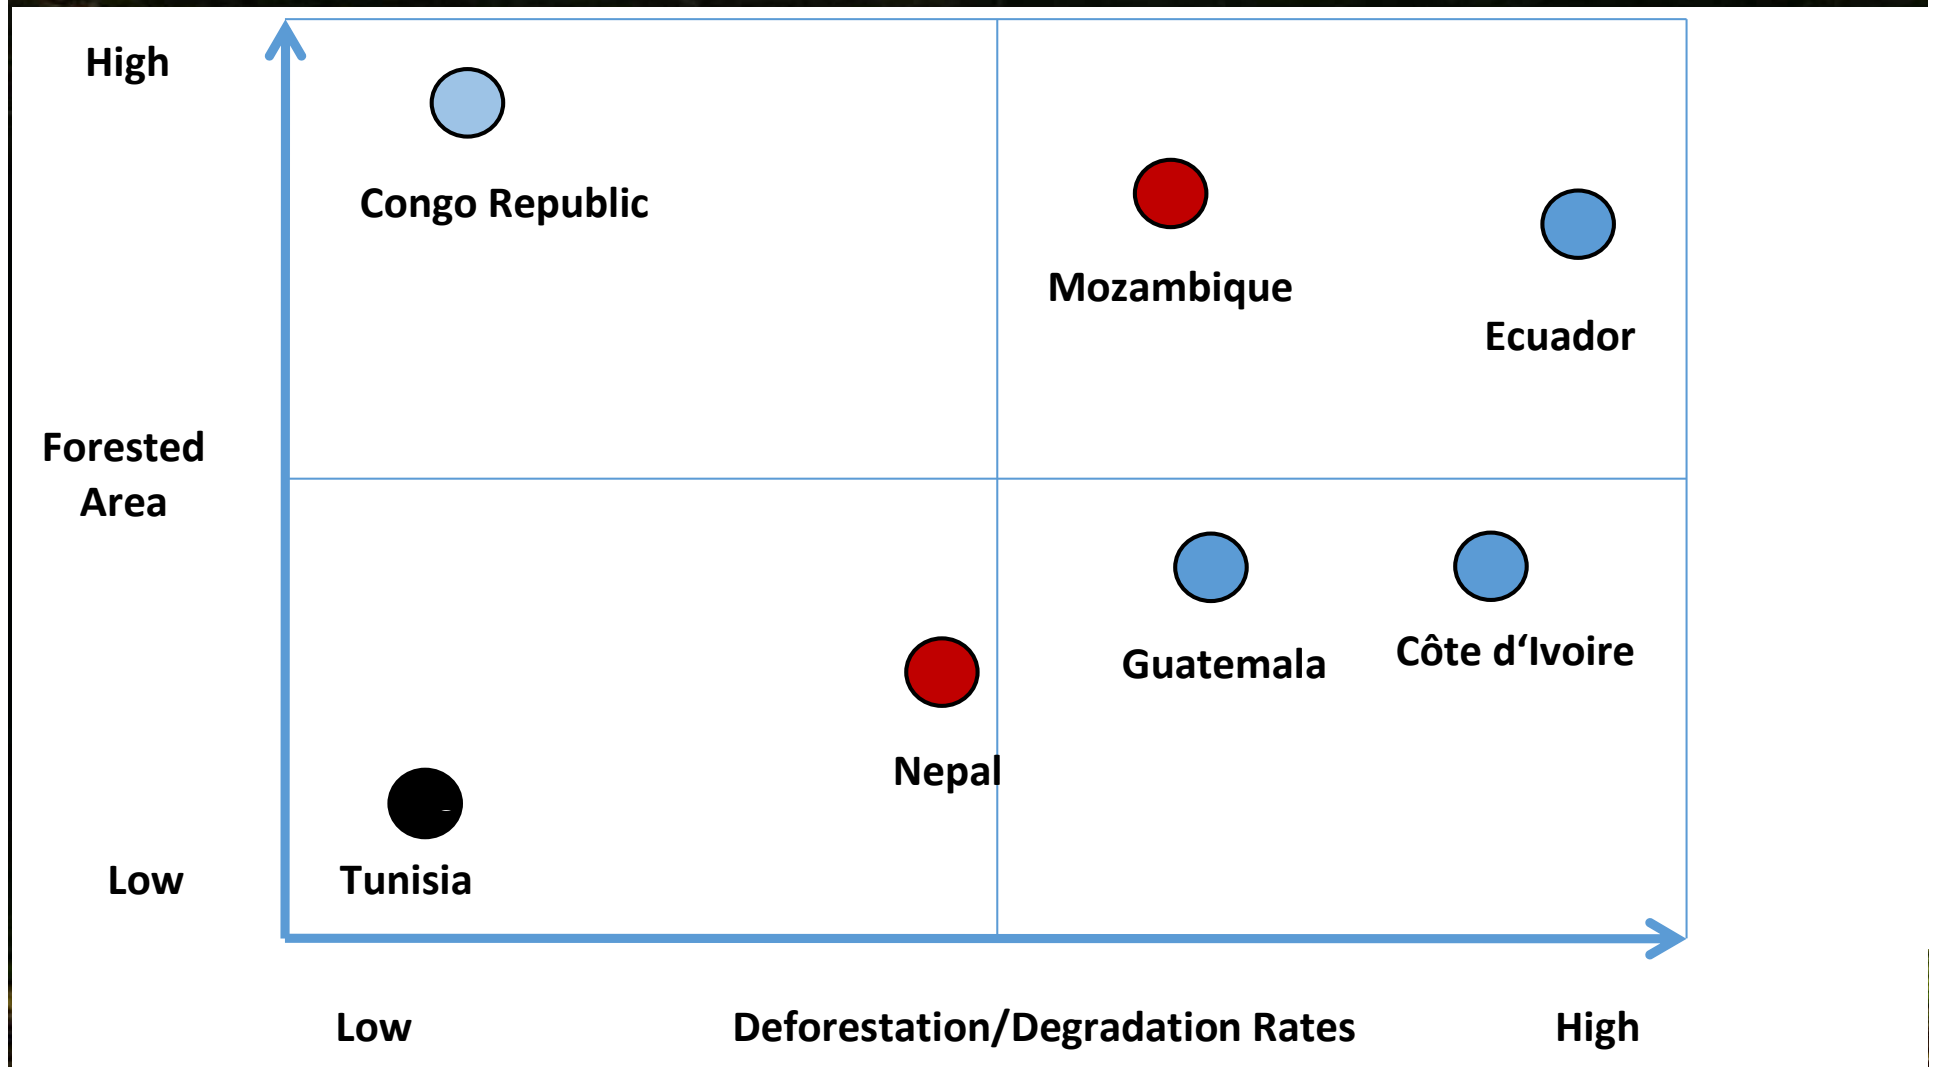 High
Congo Republic
Mozambique
Ecuador
Forested
Area
Guatemala
Côte d‘Ivoire
Nepal
Low
Tunisia
Low
Deforestation/Degradation Rates
High